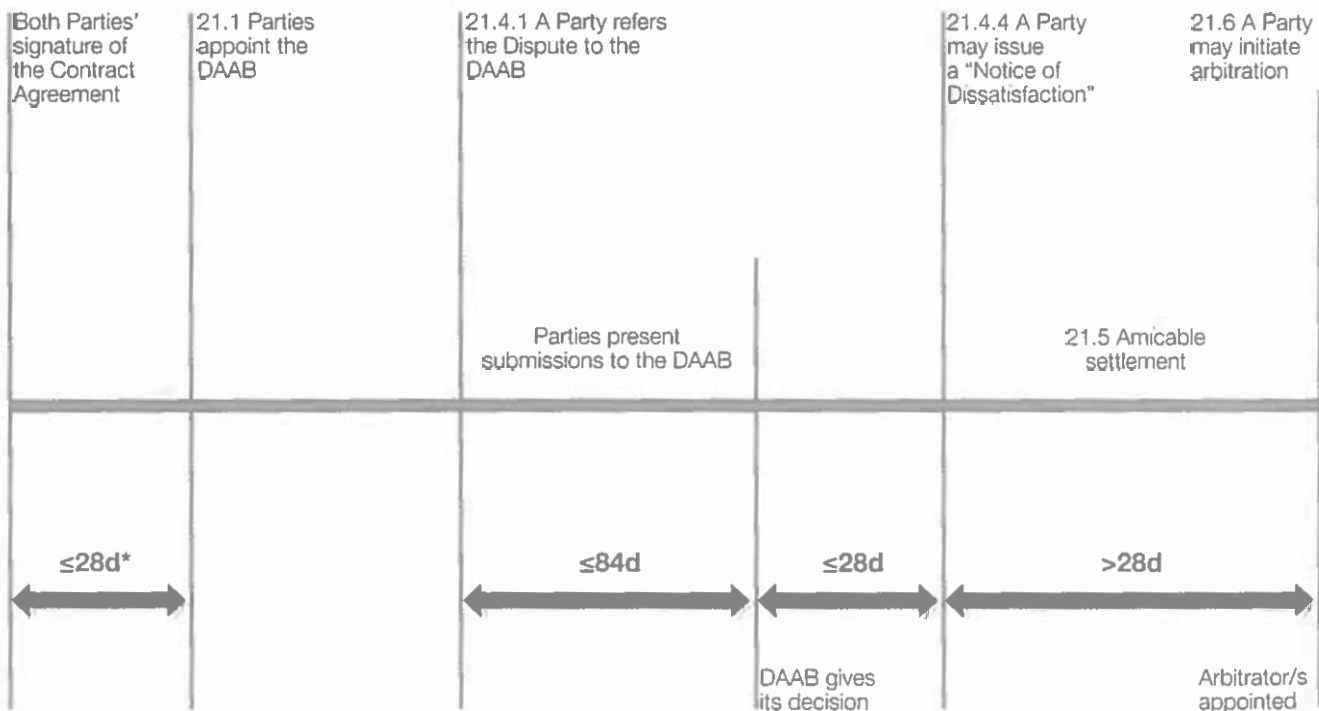 Both Parties'
signature of
the Contract
Agreement
21.1 Parties
appoint the
DAAB
21.4.1 A Party refers
the Dispute to the
DAAB
21.4.4 A Party
may issue
a “Notice of
Dissatisfaction”
21.6 A Party
may initiate
arbitration
Parties present
submissions to the DAAB
21.5 Amicable
settlement
≤28d*
≤84d
≤28d
>28d
DAAB gives
its decision
Arbitrator/s
appointed